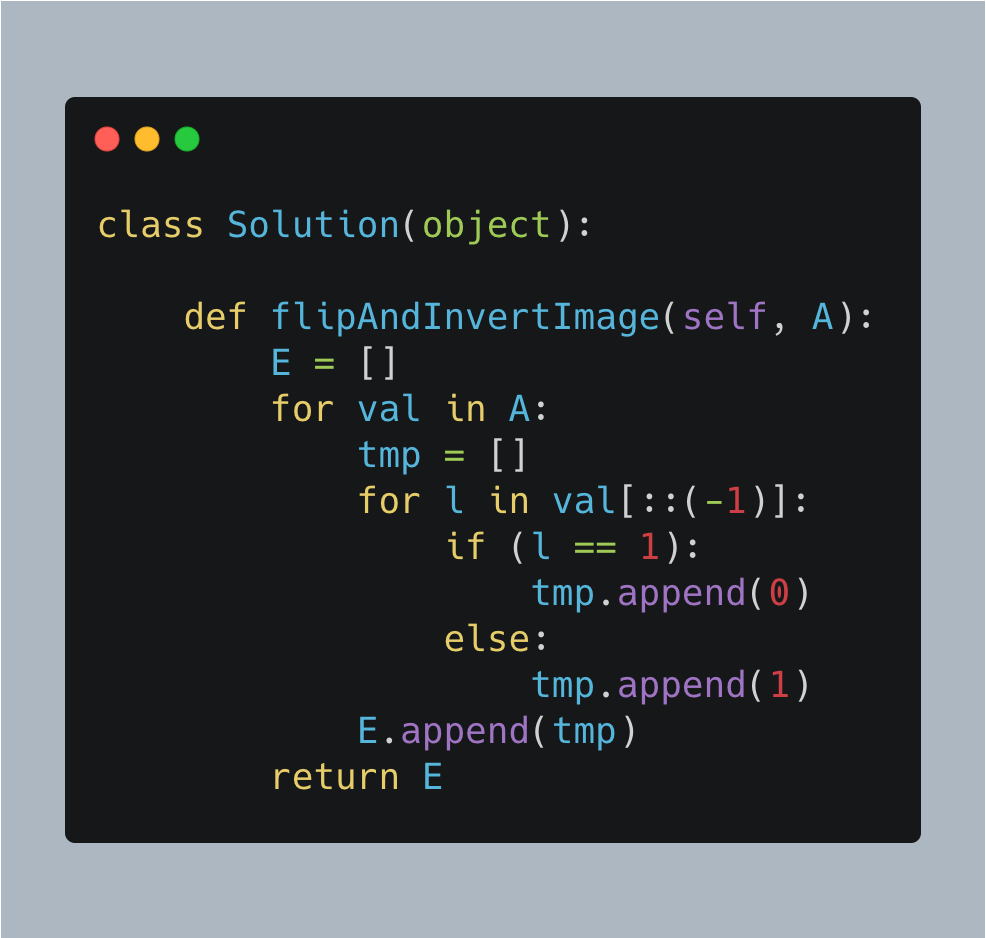 class Solution(object):

    def flipAndInvertImage(self, A):
        E = []
        for val in A:
            tmp = []
            for l in val[::(-1)]:
                if (l == 1):
                    tmp.append(0)
                else:
                    tmp.append(1)
            E.append(tmp)
        return E